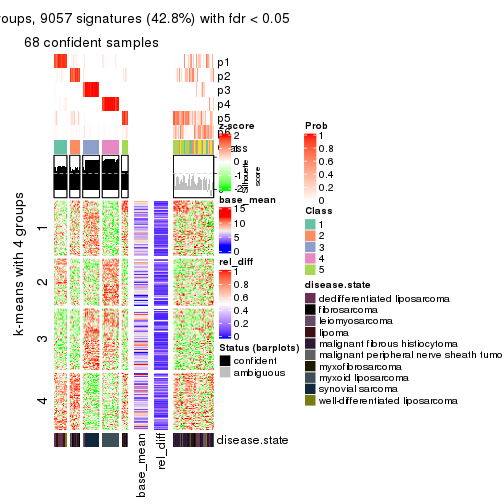 oups, 9057 signatures (42.8%) with fdr < 0.05
68 confident samples
p1
p2
p3
p4
p5
z-score
2
1
0
-1
-2
Silhouette score
base_mean
15
10
5
0
rel_diff
1
0.8
0.6
0.4
0.2
0
Status (barplots)
confident
ambiguous
Prob
1
0.8
0.6
0.4
0.2
0
Class
1
2
3
4
5
disease.state
dedifferentiated liposarcoma
fibrosarcoma
leiomyosarcoma
lipoma
malignant fibrous histiocytoma
malignant peripheral nerve sheath tumo
myxofibrosarcoma
myxoid liposarcoma
synovial sarcoma
well-differentiated liposarcoma
k-means with 4 groups
1
2
3
4
disease.state
base_mean
rel_diff